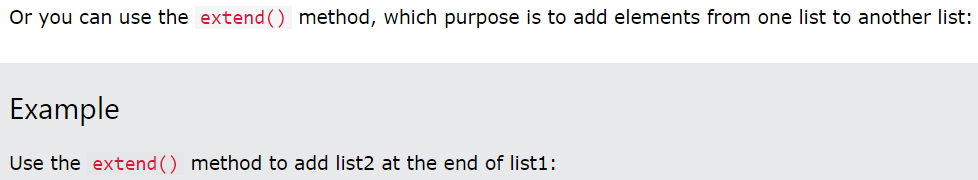 Or you can use the extend() method, which purpose is to add elements from one list to another list:
Example
Use the extend() method to add list2 at the end of list1: